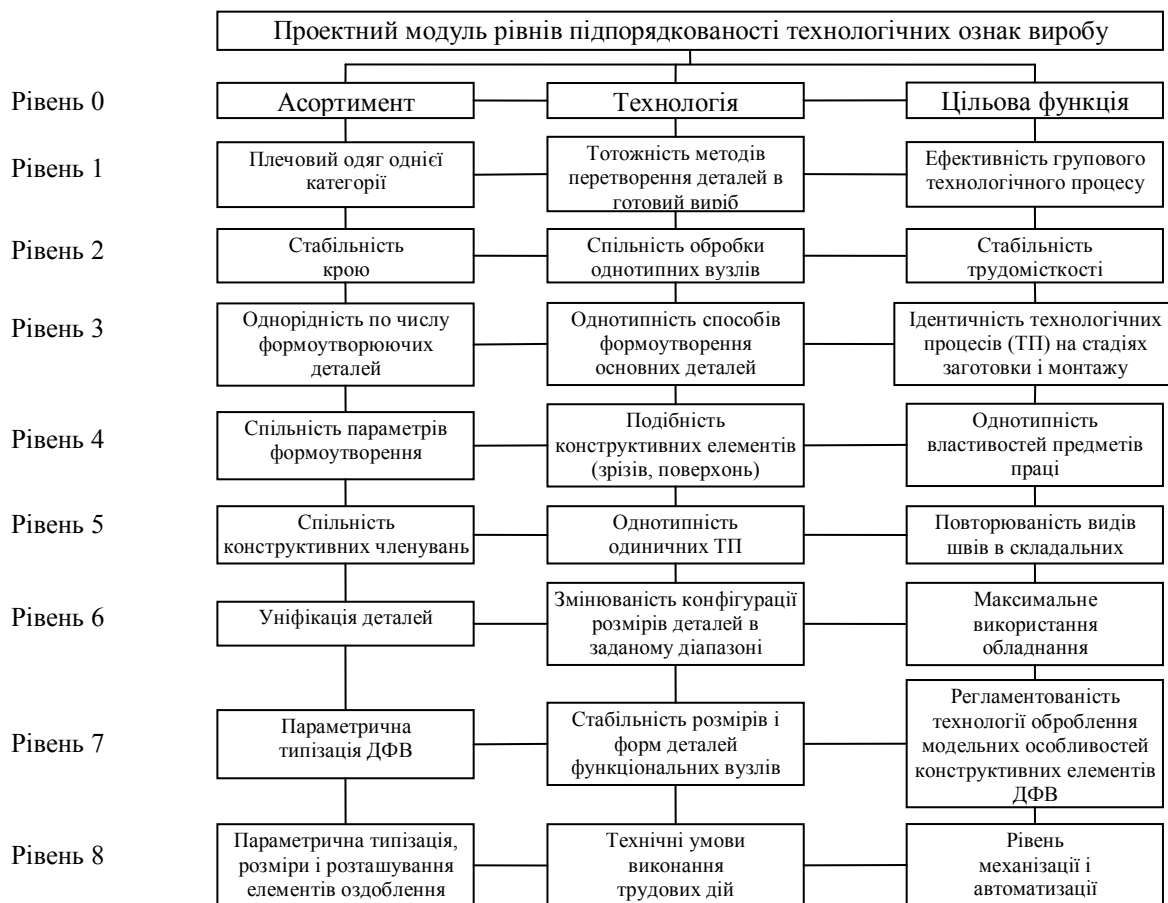 Проектний модуль рівнів підпорядкованості технологічних ознак виробу
Рівень 0
Асортимент
Технологія
Цільова функція
Рівень 1
Плечовий одяг однієї
категорії
Тотожність методів
перетворення деталей в
готовий виріб
Ефективність групового
технологічного процесу
Рівень 2
Стабільність
крою
Спільність обробки
однотипних вузлів
Стабільність
трудомісткості
Рівень 3
Однорідність по числу
формоутворюючих
деталей
Однотипність способів
формоутворення
основних деталей
Ідентичність технологічних
процесів (ТП) на стадіях
заготовки і монтажу
Рівень 4
Спільність параметрів
формоутворення
Подібність
конструктивних елементів
(зрізів, поверхонь)
Однотипність
властивостей предметів
праці
Рівень 5
Спільність
конструктивних членувань
Однотипність
одиничних ТП
Повторюваність видів
швів в складальних
Рівень 6
Уніфікація деталей
Змінюваність конфігурації
розмірів деталей в
заданому діапазоні
Максимальне
використання
обладнання
Рівень 7
Параметрична
типізація ДФВ
Стабільність розмірів і
форм деталей
функціональних вузлів
Регламентованість
технології оброблення
модельних особливостей
конструктивних елементів
ДФВ
Рівень 8
Параметрична типізація,
розміри і розташування
елементів оздоблення
Технічні умови
виконання
трудових дій
Рівень
механізації і
автоматизації